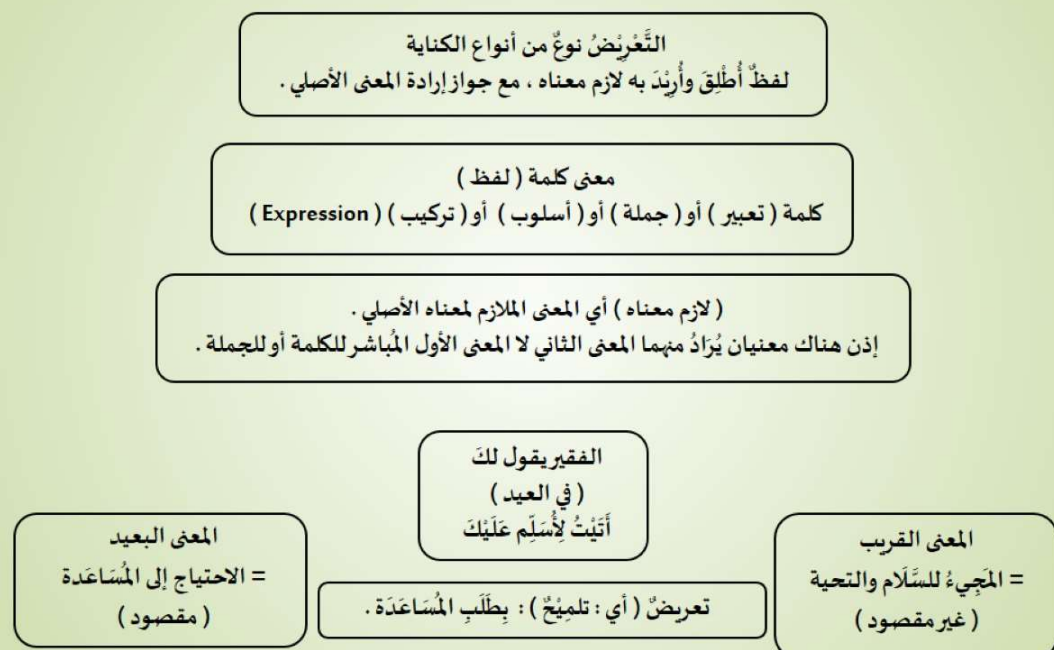 التَّعْرِيْضُ نوعٌ من أنواع الكناية
لفظٌ أُطْلِقَ وأُرِيْدَ به لازم معناه ، مع جواز إرادة المعنى الأصلي .
معنى كلمة ( لفظ )
كلمة ( تعبير ) أو ( جملة ) أو ( أسلوب ) أو ( تركيب ) ( Expression )
( لازم معناه ) أي المعنى الملازم لمعناه الأصلي .
إذن هناك معنيان يُرَادُ منهما المعنى الثاني لا المعنى الأول المُباشر للكلمة أو للجملة .
الفقير يقول لكَ
( في العيد )
أَتَيْتُ لِأُسَلِّم عَلَيْكَ
المعنى القريب
= المَجِيءُ للسَّلَام والتحية
( غير مقصود )
المعنى البعيد
= الاحتياج إلى المُسَاعَدة
( مقصود )
تعريضٌ ( أي : تلمِيْحٌ ) : بِطَلَبِ المُسَاعَدَة .